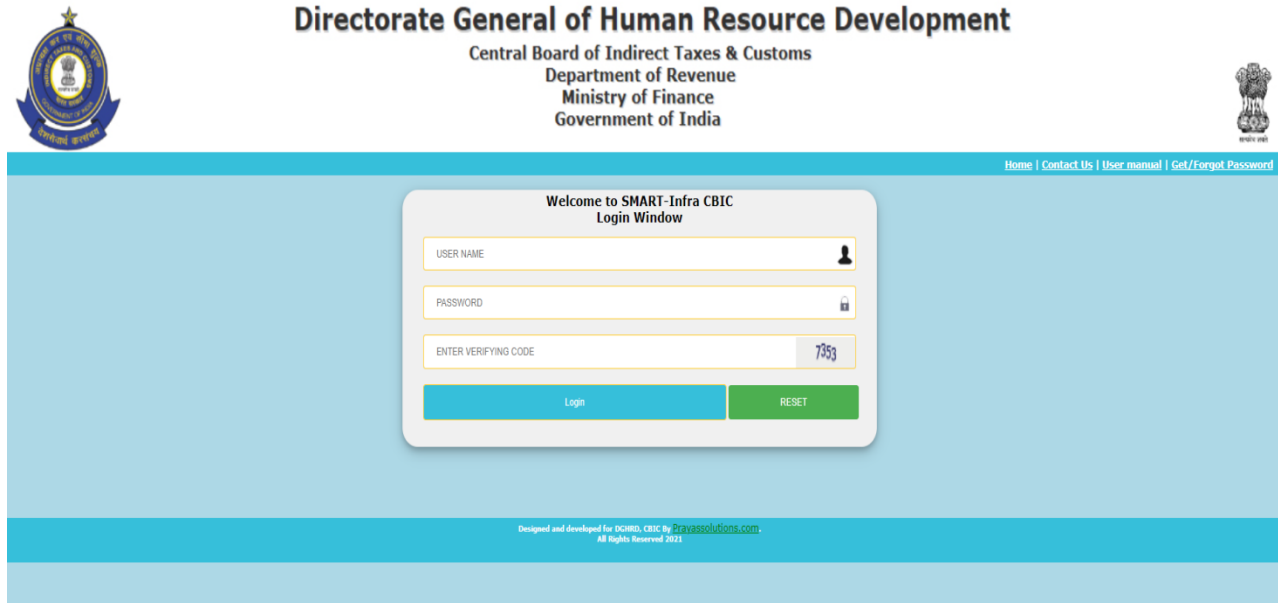 Directorate General of Human Resource Development
Central Board of Indirect Taxes & Customs
Department of Revenue
Ministry of Finance
Government of India
सत्यमेव जयते
Home | Contact Us | User manual | Get/Forgot Password
Welcome to SMART-Infra CBIC
Login Window
USER NAME
PASSWORD
ENTER VERIFYING CODE
7353
Login
RESET
Designed and developed for DGHRD, CBIC By Pravassolutions.com.
All Rights Reserved 2021